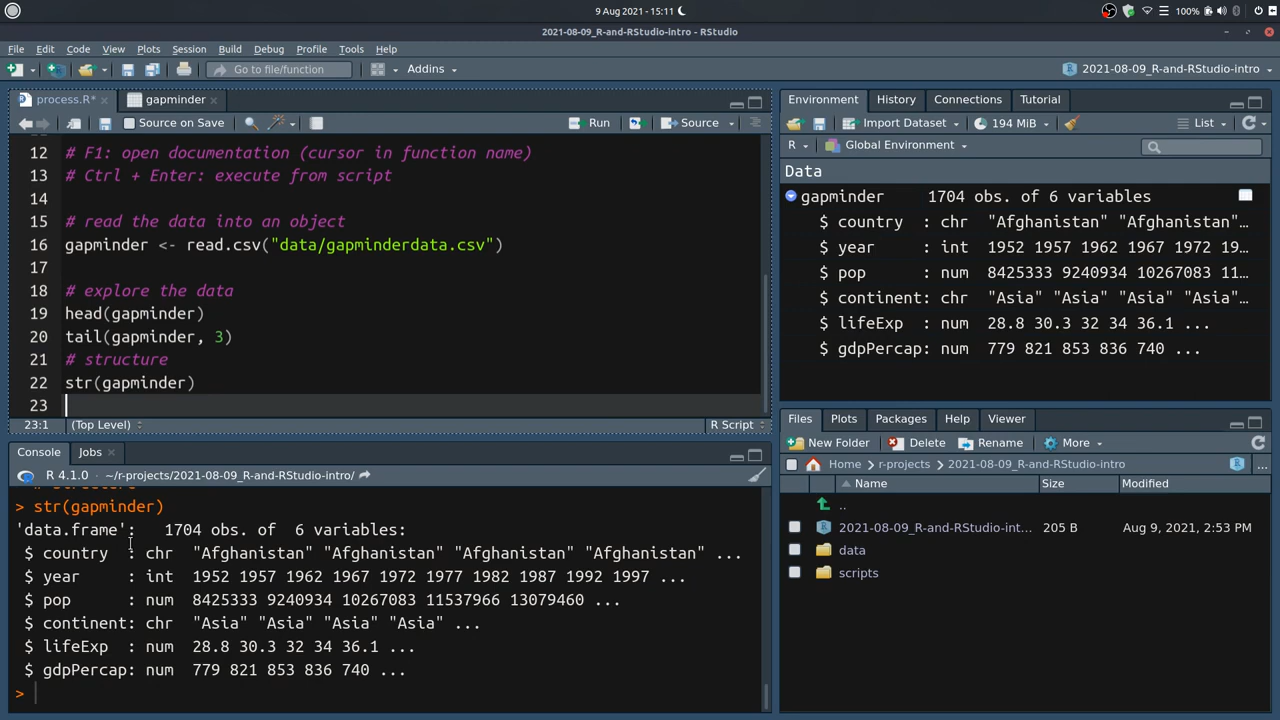 9 Aug 2021 - 15:11
100%
2021-08-09_R-and-RStudio-intro - RStudio
File Edit Code View Plots Session Build Debug Profile Tools Help
Go to file/function
Addins
2021-08-09_R-and-RStudio-intro
process.R*
gapminder
Source on Save
Run
Source
12 # F1: open documentation (cursor in function name)
13 # Ctrl + Enter: execute from script
14
15 # read the data into an object
16 gapminder <- read.csv("data/gapminderdata.csv")
17
18 # explore the data
19 head(gapminder)
20 tail(gapminder, 3)
21 # structure
22 str(gapminder)
23
23:1 (Top Level) R Script
Console Jobs
R 4.1.0 · ~/r-projects/2021-08-09_R-and-RStudio-intro/
> str(gapminder)
'data.frame': 1704 obs. of 6 variables:
$ country : chr "Afghanistan" "Afghanistan" "Afghanistan" "Afghanistan" ...
$ year : int 1952 1957 1962 1967 1972 1977 1982 1987 1992 1997 ...
$ pop : num 8425333 9240934 10267083 11537966 13079460 ...
$ continent: chr "Asia" "Asia" "Asia" "Asia" ...
$ lifeExp : num 28.8 30.3 32 34 36.1 ...
$ gdpPercap: num 779 821 853 836 740 ...
>
Environment History Connections Tutorial
Import Dataset 194 MiB List
R Global Environment
Data
gapminder 1704 obs. of 6 variables
$ country : chr "Afghanistan" "Afghanistan"…
$ year : int 1952 1957 1962 1967 1972 19…
$ pop : num 8425333 9240934 10267083 11…
$ continent: chr "Asia" "Asia" "Asia" "Asia"…
$ lifeExp : num 28.8 30.3 32 34 36.1 ...
$ gdpPercap: num 779 821 853 836 740 ...
Files Plots Packages Help Viewer
New Folder Delete Rename More
Home r-projects 2021-08-09_R-and-RStudio-intro
Name Size Modified
..
2021-08-09_R-and-RStudio-int... 205 B Aug 9, 2021, 2:53 PM
data
scripts